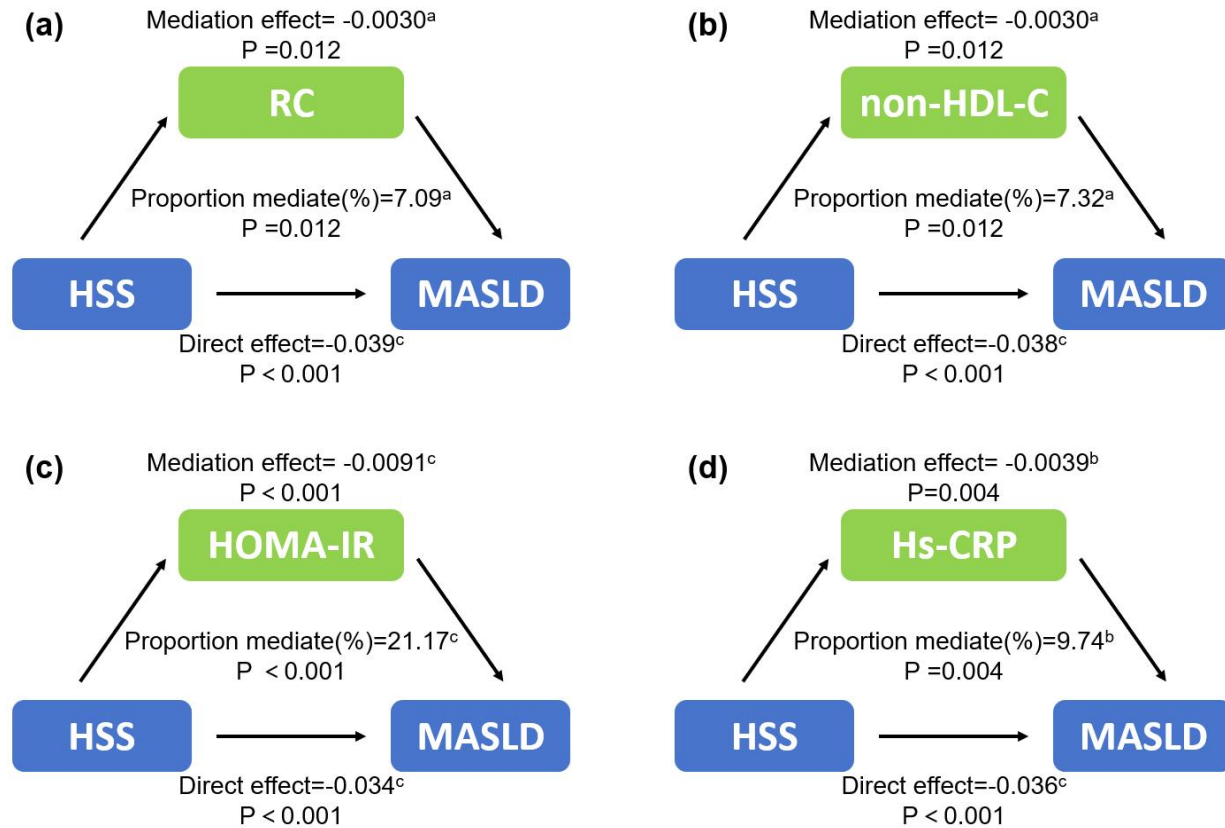 (a)
Mediation effect= -0.0030ᵃ
P =0.012
RC
Proportion mediate(%)=7.09ᵃ
P =0.012
HSS
MASLD
Direct effect=-0.039ᶜ
P < 0.001
(b)
Mediation effect= -0.0030ᵃ
P =0.012
non-HDL-C
Proportion mediate(%)=7.32ᵃ
P =0.012
HSS
MASLD
Direct effect=-0.038ᶜ
P < 0.001
(c)
Mediation effect= -0.0091ᶜ
P < 0.001
HOMA-IR
Proportion mediate(%)=21.17ᶜ
P < 0.001
HSS
MASLD
Direct effect=-0.034ᶜ
P < 0.001
(d)
Mediation effect= -0.0039ᵇ
P=0.004
Hs-CRP
Proportion mediate(%)=9.74ᵇ
P =0.004
HSS
MASLD
Direct effect=-0.036ᶜ
P < 0.001